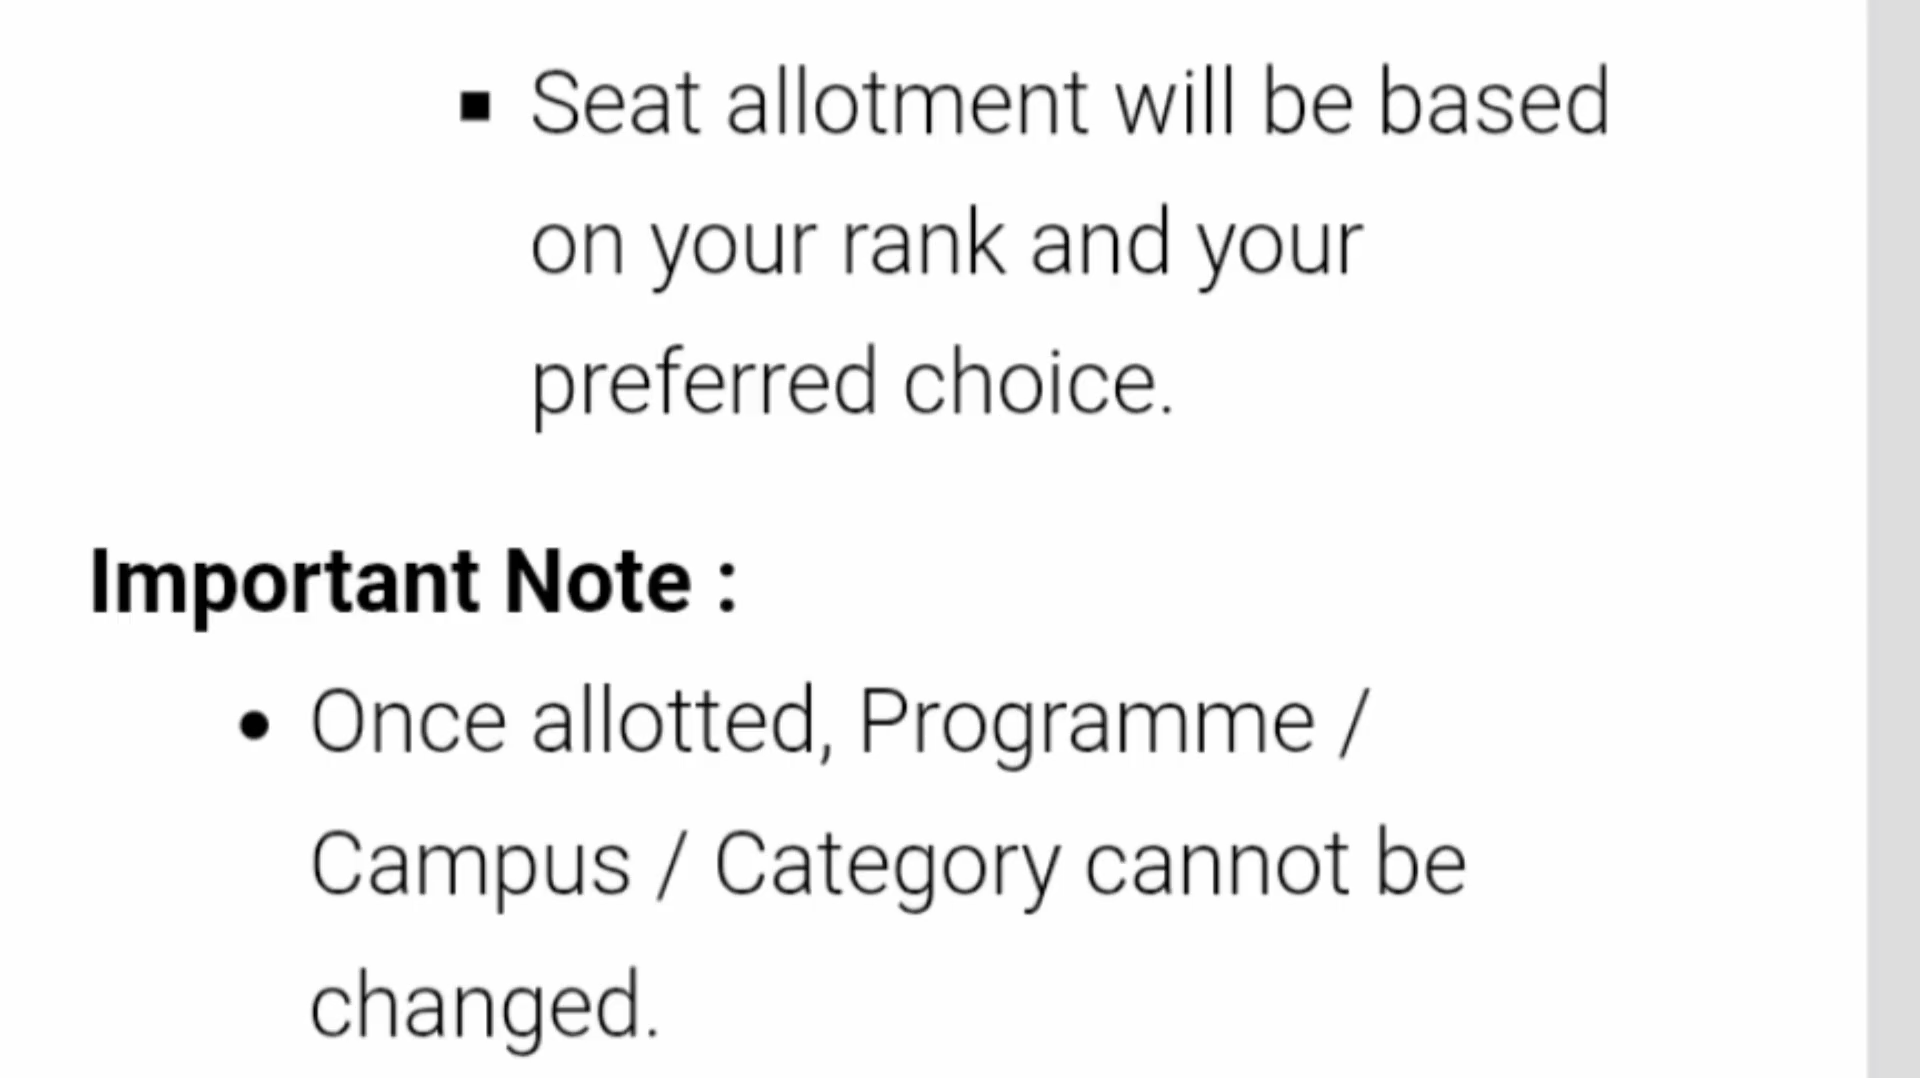 ▪ Seat allotment will be based
on your rank and your
preferred choice.
Important Note :
• Once allotted, Programme /
Campus / Category cannot be
changed.